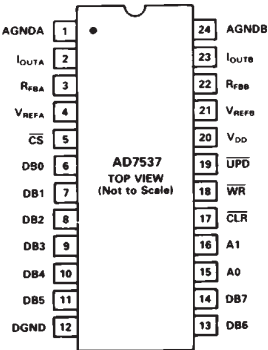 AGNDA 1 24 AGNDB
IOUTA 2 23 IOUTB
RFBA 3 22 RFBB
VREFA 4 21 VREFB
CS 5 20 VDD
DB0 6 19 UPD
DB1 7 18 WR
DB2 8 17 CLR
DB3 9 16 A1
DB4 10 15 A0
DB5 11 14 DB7
DGND 12 13 DB6
AD7537
TOP VIEW
(Not to Scale)